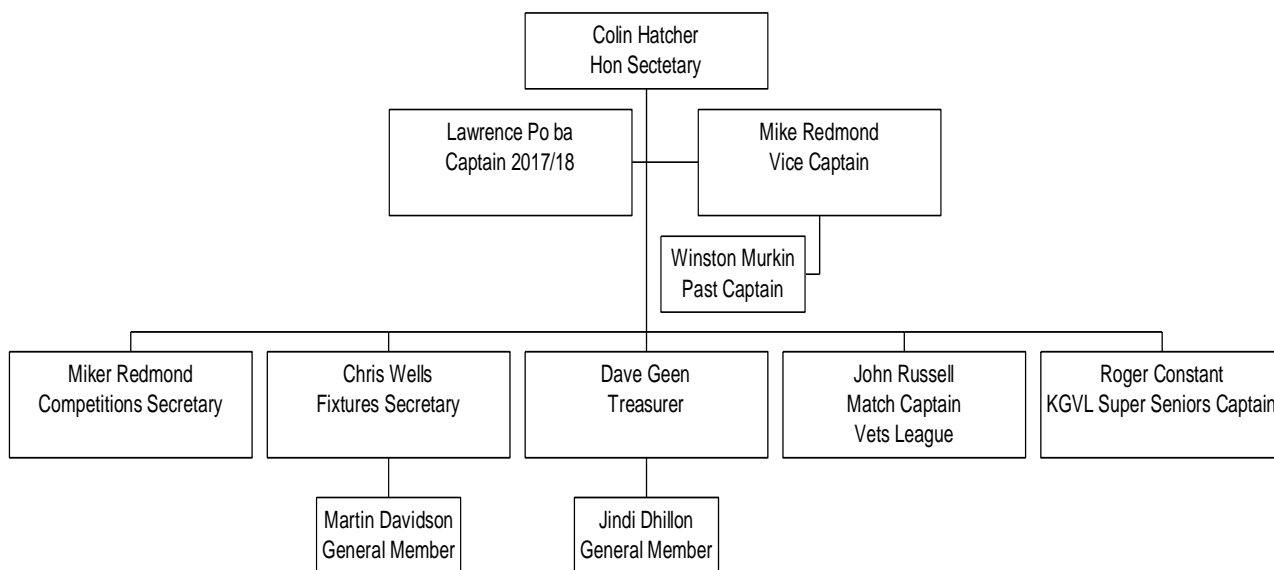 Colin Hatcher
Hon Sectetary
Lawrence Po ba
Captain 2017/18
Mike Redmond
Vice Captain
Winston Murkin
Past Captain
Miker Redmond
Competitions Secretary
Chris Wells
Fixtures Secretary
Dave Geen
Treasurer
John Russell
Match Captain
Vets League
Roger Constant
KGVL Super Seniors Captain
Martin Davidson
General Member
Jindi Dhillon
General Member